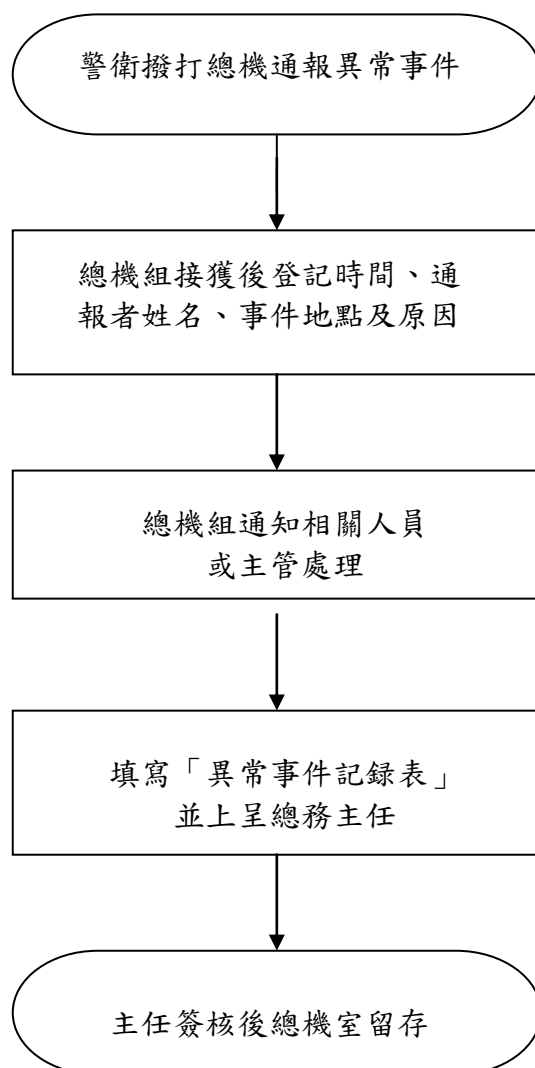 警衛撥打總機通報異常事件
總機組接獲後登記時間、通
報者姓名、事件地點及原因
總機組通知相關人員
或主管處理
填寫「異常事件記録表」
並上呈總務主任
主任簽核後總機室留存